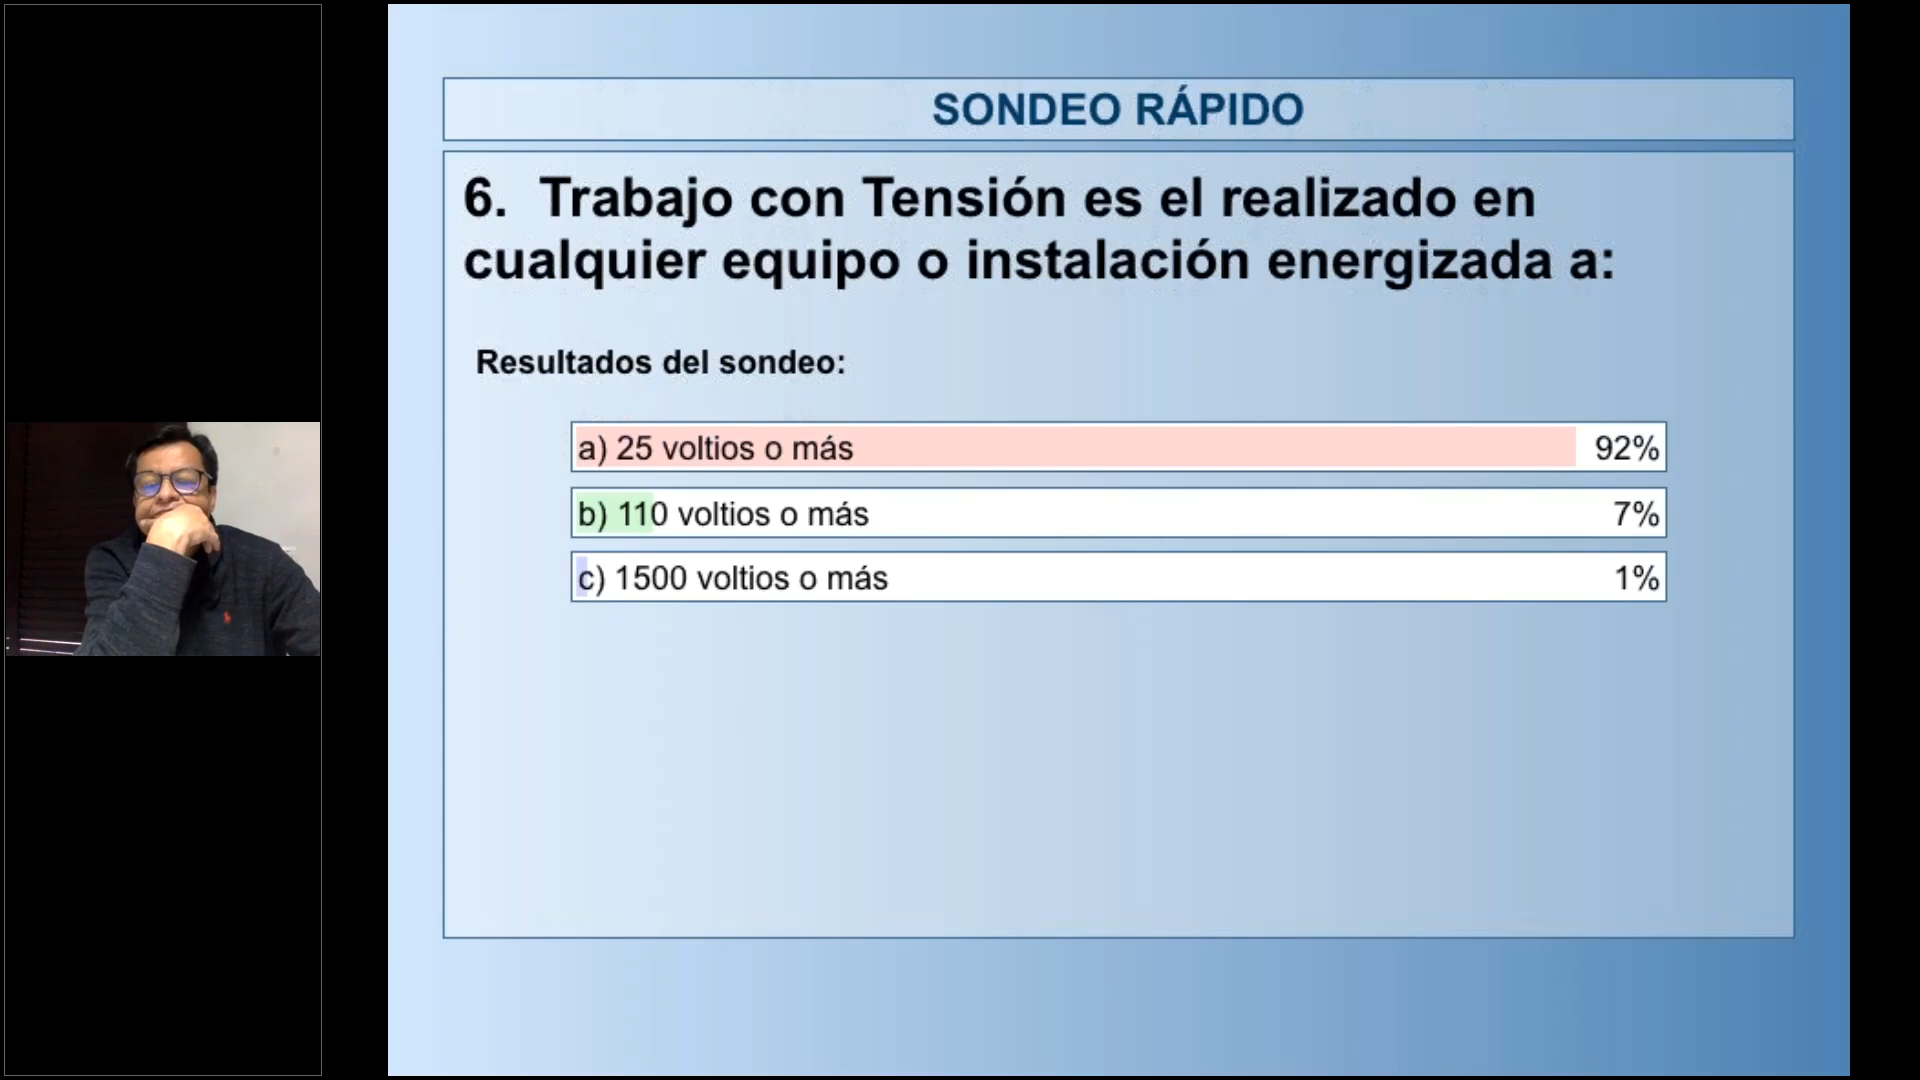 SONDEO RÁPIDO
6. Trabajo con Tensión es el realizado en
cualquier equipo o instalación energizada a:
Resultados del sondeo:
a) 25 voltios o más 92%
b) 110 voltios o más 7%
c) 1500 voltios o más 1%